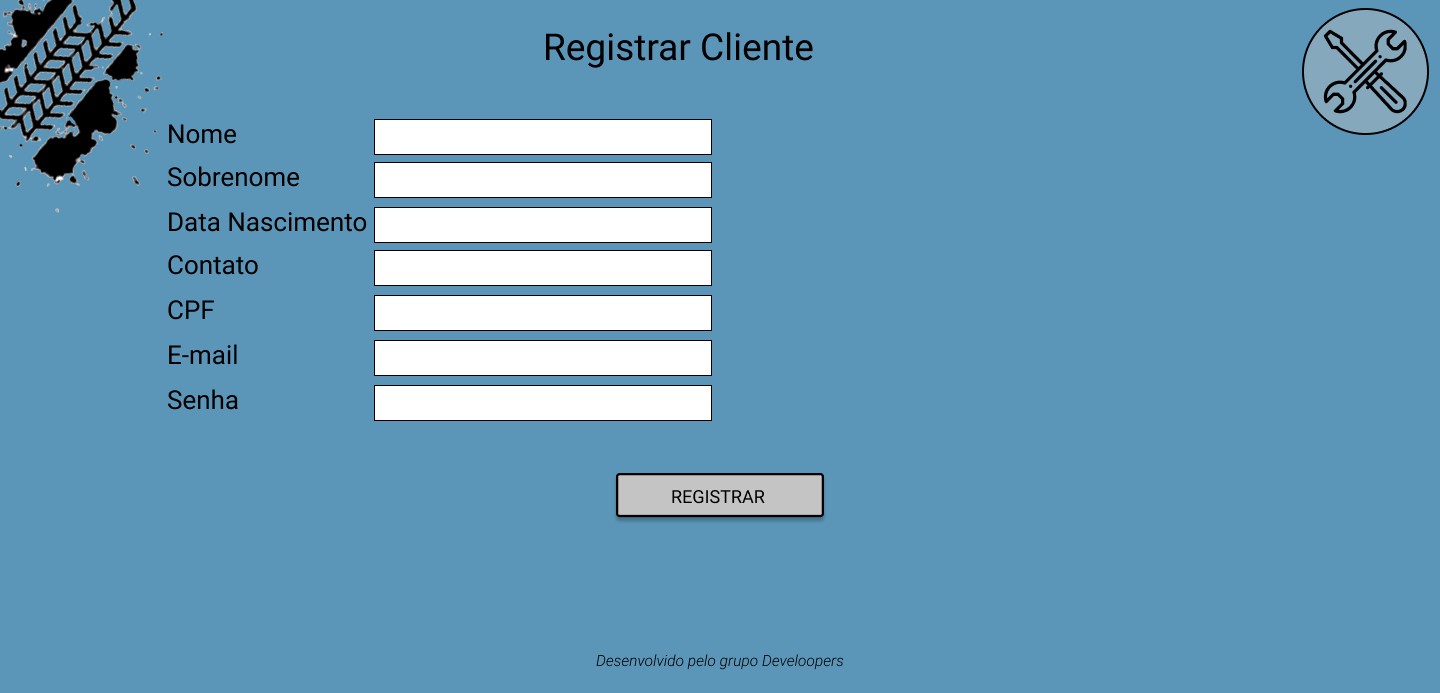 Registrar Cliente
Nome
Sobrenome
Data Nascimento
Contato
CPF
E-mail
Senha
REGISTRAR
Desenvolvido pelo grupo Develoopers